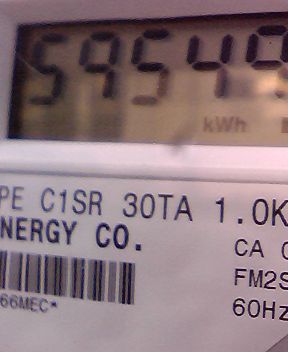 5954
kWh
PE C1SR 30TA 1.0K
NERGY CO.
CA
66MEC*
FM2S
60Hz